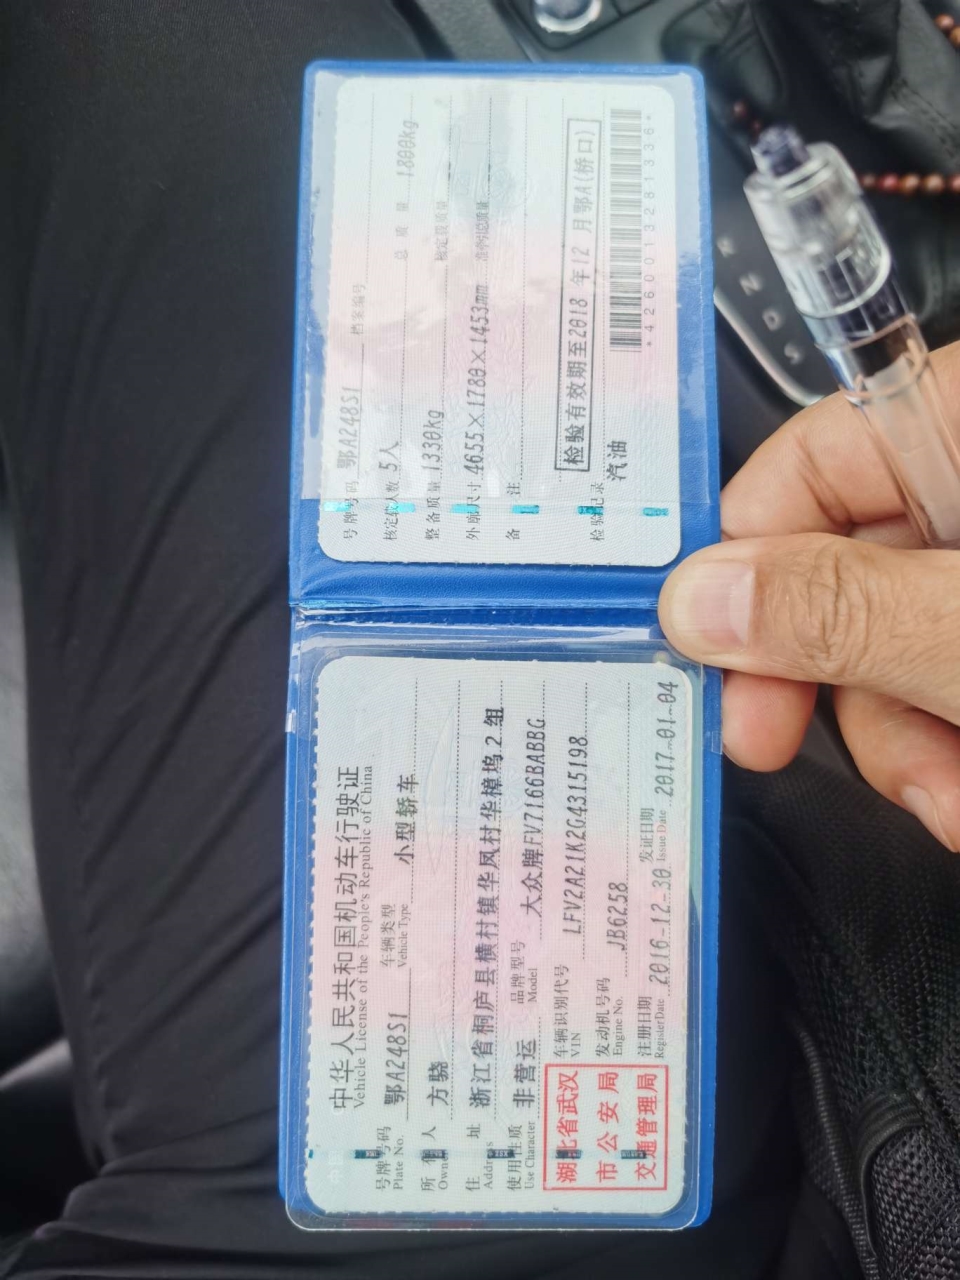 中华人民共和国机动车行驶证
Vehicle License of the People's Republic of China
号牌号码 鄂A248S1 车辆类型 小型轿车
Plate No. Vehicle Type
所有人 方骁
Owner
住址 浙江省桐庐县横村镇华凤村华樟坞2组
Address
使用性质 非营运 品牌型号 大众牌FV7166BABBG
Use Character Model
湖北省武汉
市公安局
交通管理局
车辆识别代号 LFV2A21K2G4315198
VIN
发动机号码 JB6258
Engine No.
注册日期 2016-12-30 发证日期 2017-01-04
Register Date Issue Date
号牌号码 鄂A248S1 档案编号
核定载人数 5人 总质量 1800kg
整备质量 1330kg 核定载质量
外廓尺寸 4655×1780×1453mm 准牵引总质量
备注
检验有效期至2018年12月鄂A(桥口)
检验记录
汽油
*4260013281336*
N
D
S